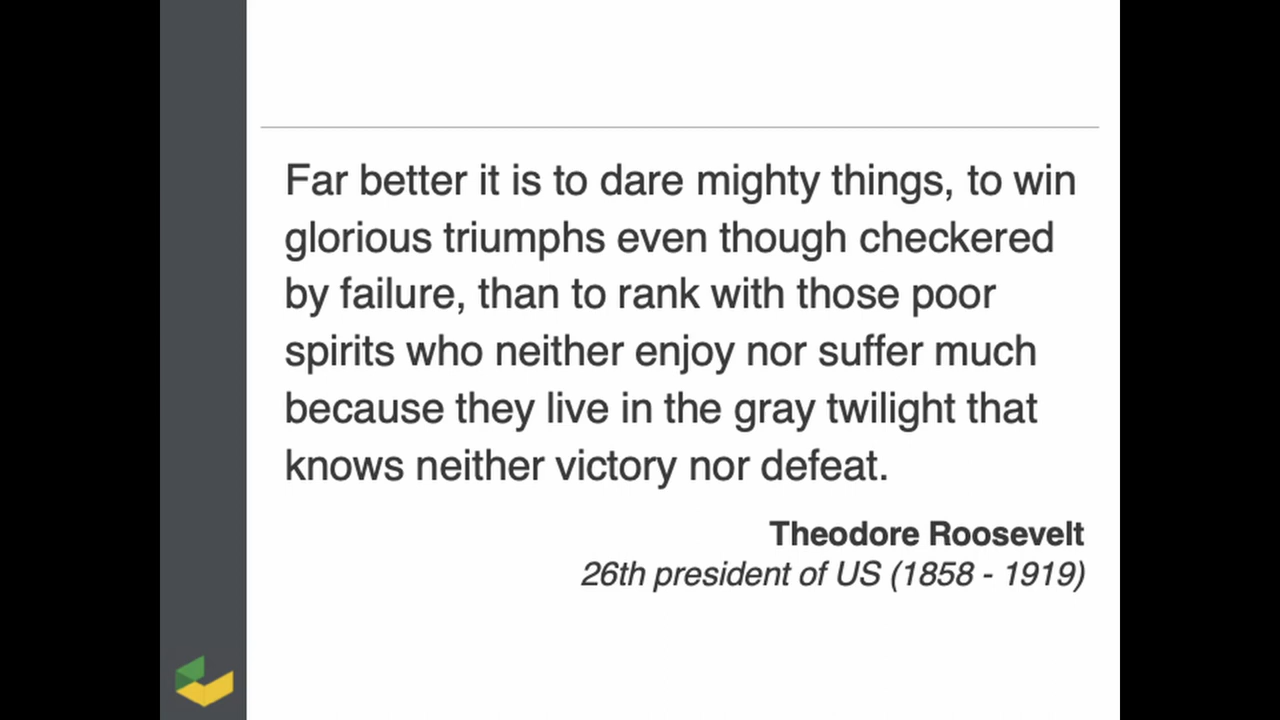 Far better it is to dare mighty things, to win
glorious triumphs even though checkered
by failure, than to rank with those poor
spirits who neither enjoy nor suffer much
because they live in the gray twilight that
knows neither victory nor defeat.
Theodore Roosevelt
26th president of US (1858 - 1919)